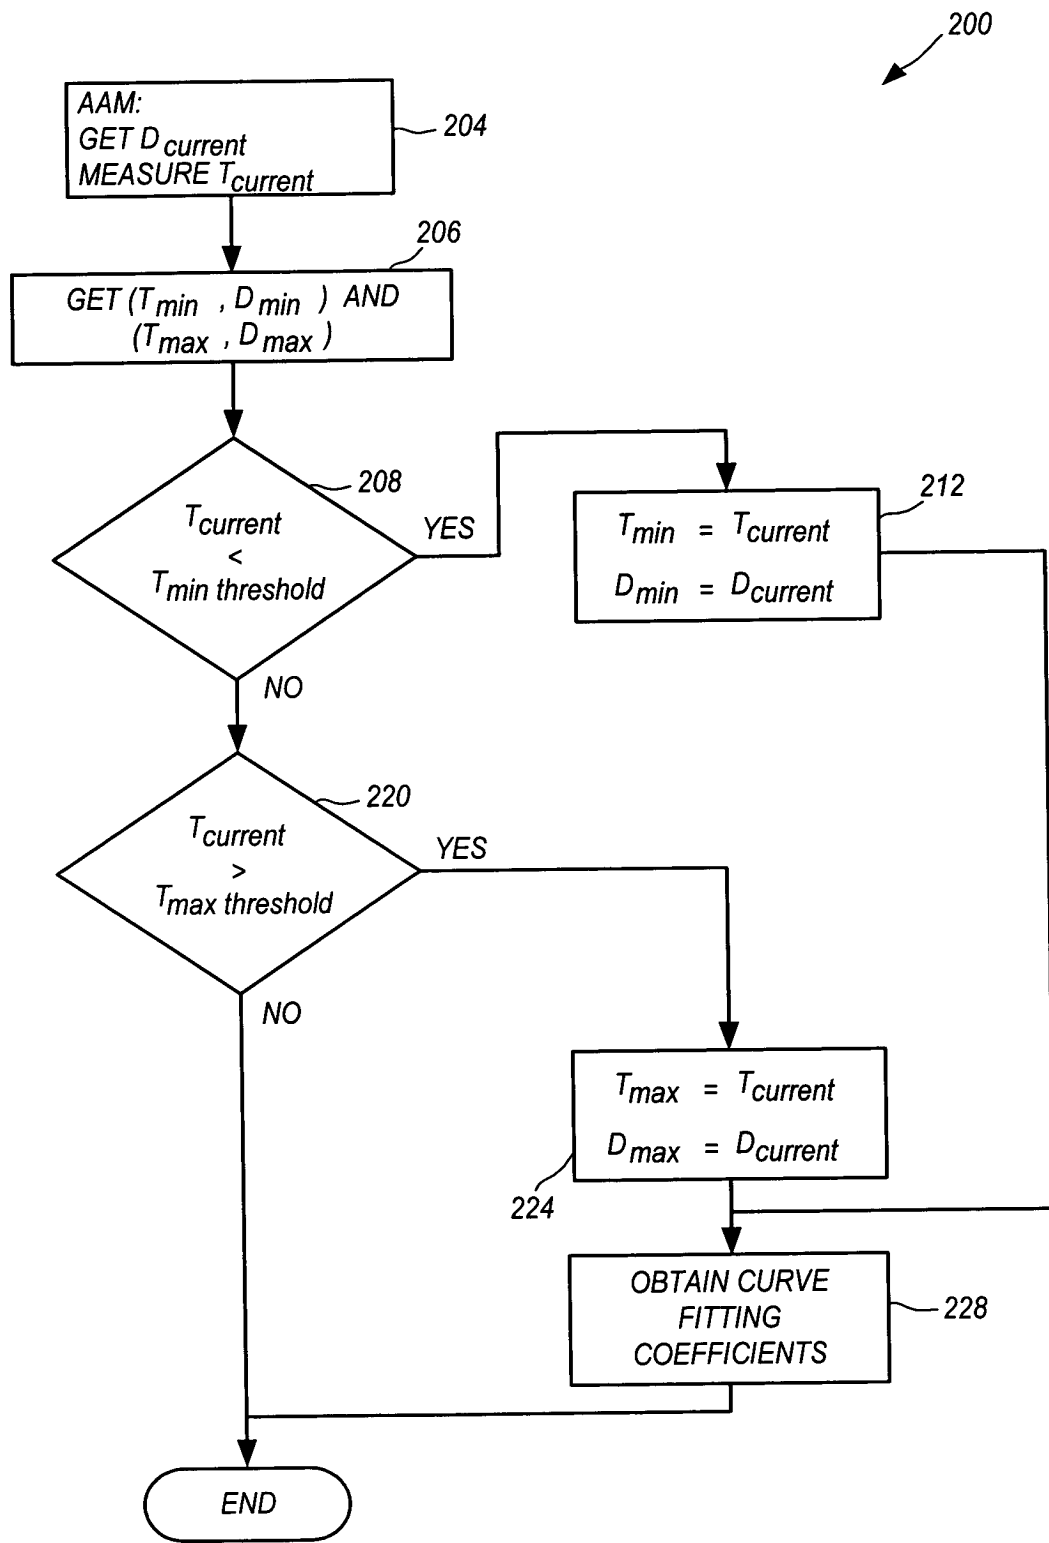 200
AAM:
GET D current
MEASURE T current
204
206
GET (T min , D min ) AND
(T max , D max )
208
T current
<
T min threshold
YES
NO
212
T min = T current
D min = D current
220
T current
>
T max threshold
YES
NO
T max = T current
D max = D current
224
OBTAIN CURVE
FITTING
COEFFICIENTS
228
END